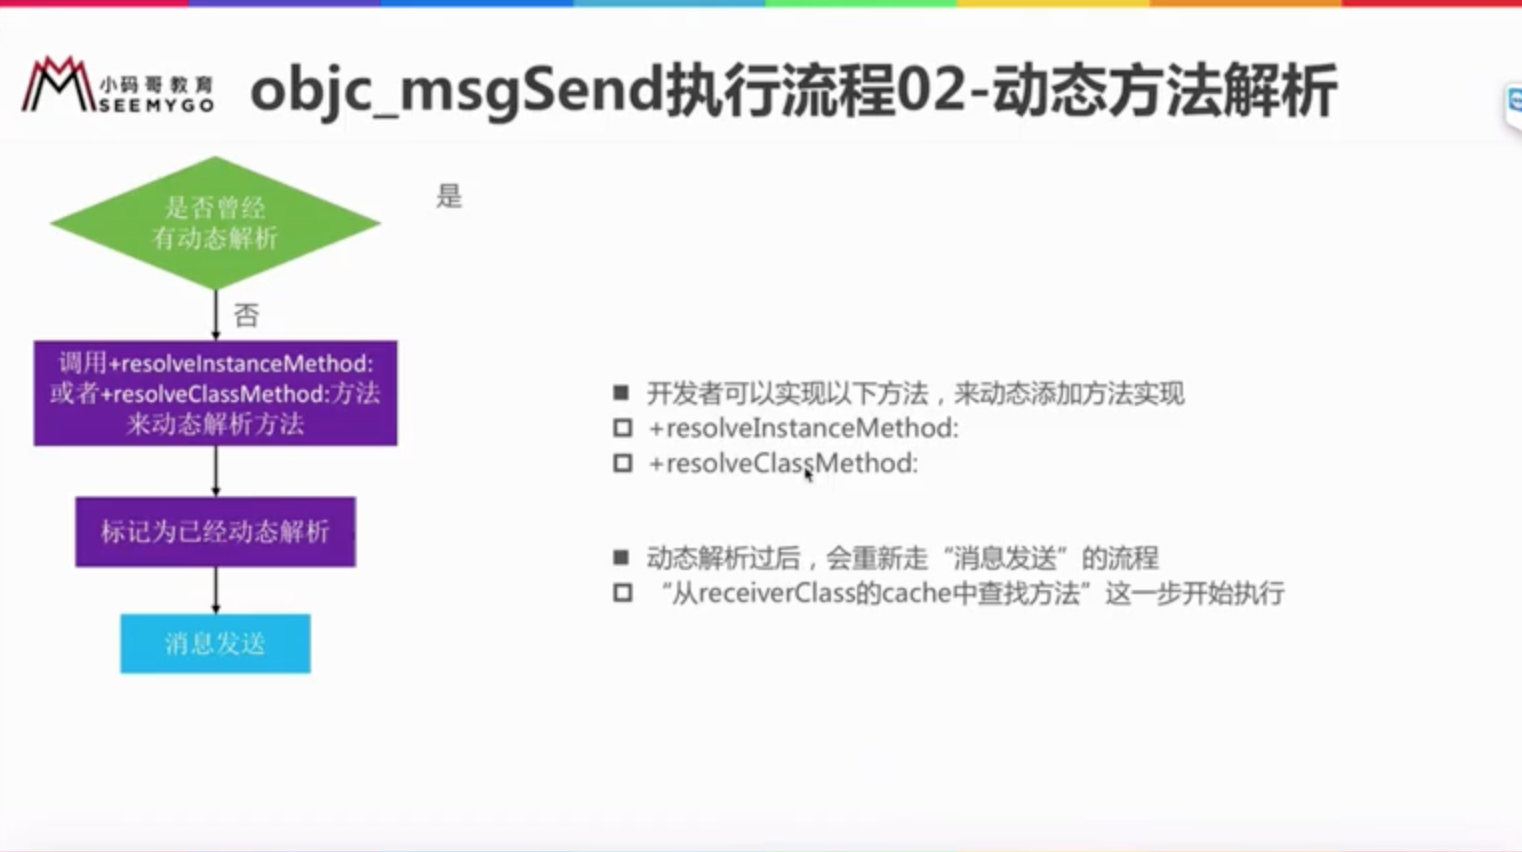 小码哥教育
SEEMYGO
objc_msgSend执行流程02-动态方法解析
是否曾经
有动态解析
是
否
调用+resolveInstanceMethod:
或者+resolveClassMethod:方法
来动态解析方法
标记为已经动态解析
消息发送
开发者可以实现以下方法，来动态添加方法实现
+resolveInstanceMethod:
+resolveClassMethod:
动态解析过后，会重新走“消息发送”的流程
“从receiverClass的cache中查找方法”这一步开始执行